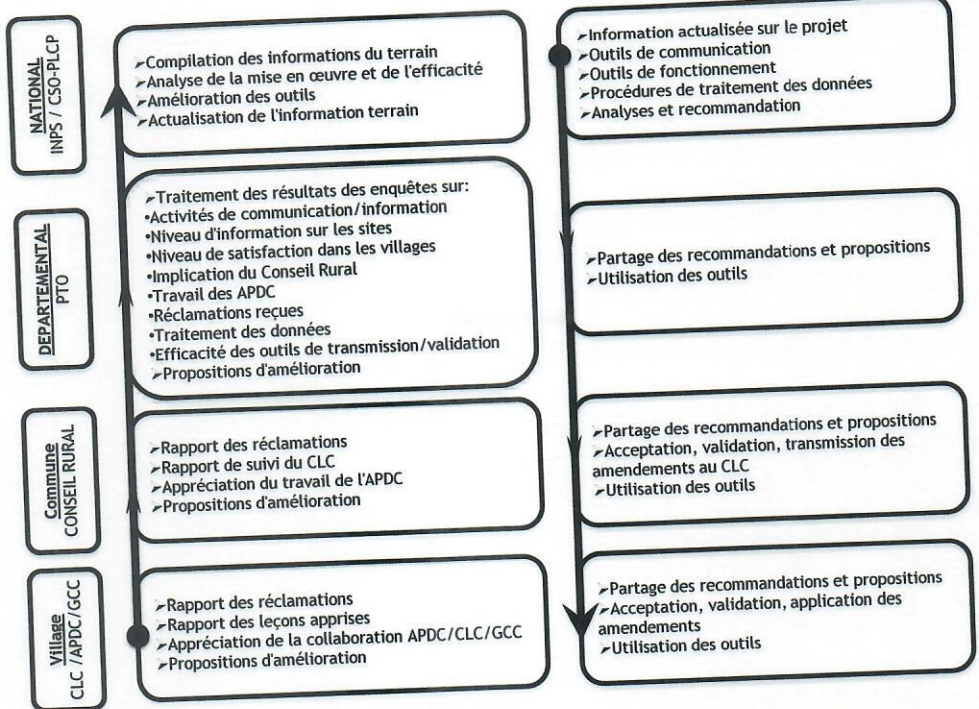 NATIONAL
INPS / CSO-PLCP
➢Compilation des informations du terrain
➢Analyse de la mise en œuvre et de l'efficacité
➢Amélioration des outils
➢Actualisation de l'information terrain
➢Information actualisée sur le projet
➢Outils de communication
➢Outils de fonctionnement
➢Procédures de traitement des données
➢Analyses et recommandation
DEPARTEMENTAL
PTO
➢Traitement des résultats des enquêtes sur:
•Activités de communication/information
•Niveau d'information sur les sites
•Niveau de satisfaction dans les villages
•Implication du Conseil Rural
•Travail des APDC
•Réclamations reçues
•Traitement des données
•Efficacité des outils de transmission/validation
➢Propositions d'amélioration
➢Partage des recommandations et propositions
➢Utilisation des outils
Commune
CONSEIL RURAL
➢Rapport des réclamations
➢Rapport de suivi du CLC
➢Appréciation du travail de l'APDC
➢Propositions d'amélioration
➢Partage des recommandations et propositions
➢Acceptation, validation, transmission des
amendements au CLC
➢Utilisation des outils
Village
CLC /APDC/GCC
➢Rapport des réclamations
➢Rapport des leçons apprises
➢Appréciation de la collaboration APDC/CLC/GCC
➢Propositions d'amélioration
➢Partage des recommandations et propositions
➢Acceptation, validation, application des
amendements
➢Utilisation des outils